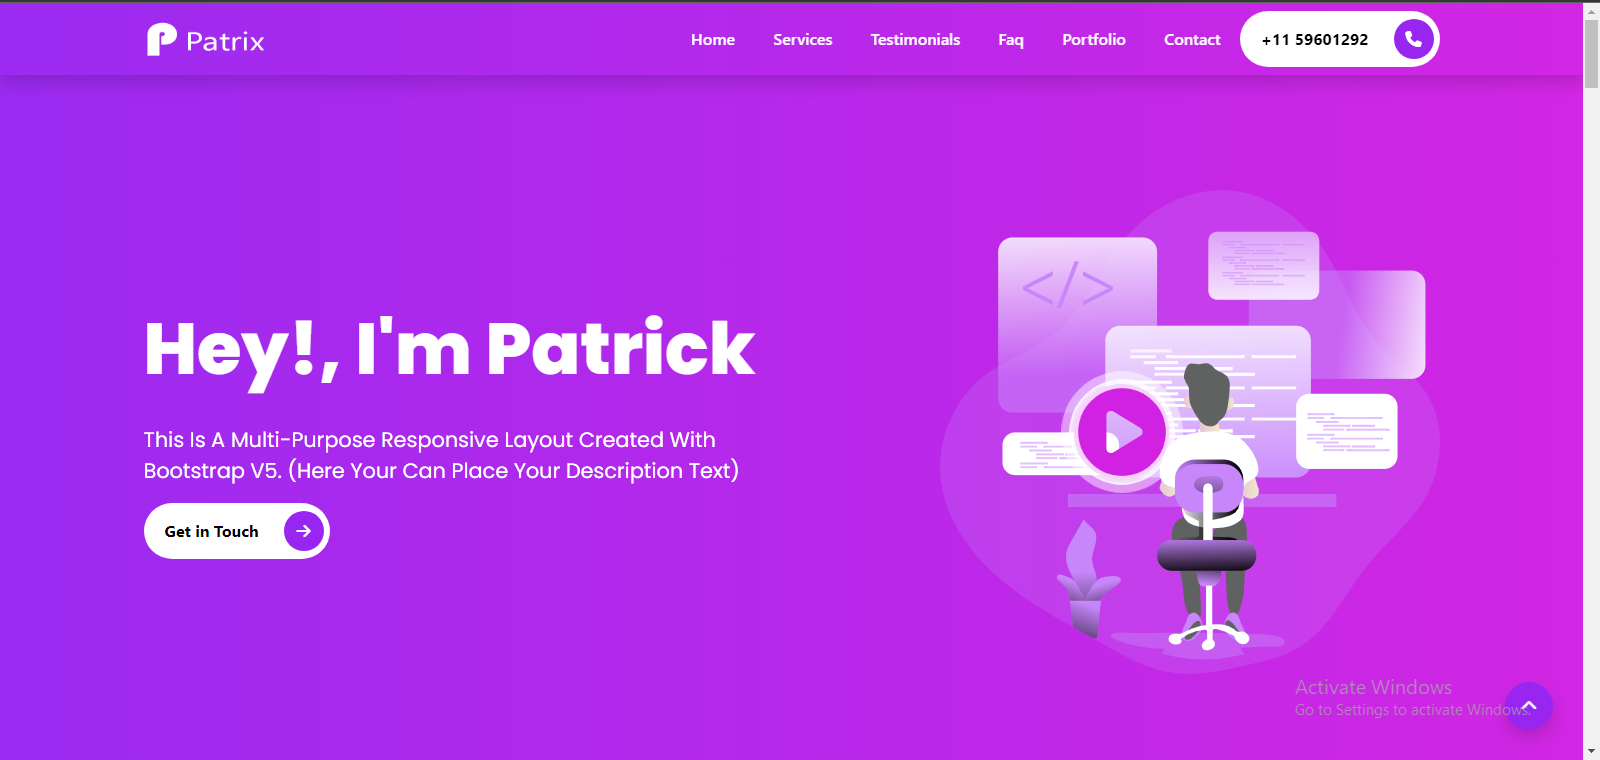 Patrix
Home Services Testimonials Faq Portfolio Contact +11 59601292
</>
Hey!, I'm Patrick
This Is A Multi-Purpose Responsive Layout Created With
Bootstrap V5. (Here Your Can Place Your Description Text)
Get in Touch
Activate Windows
Go to Settings to activate Windows.